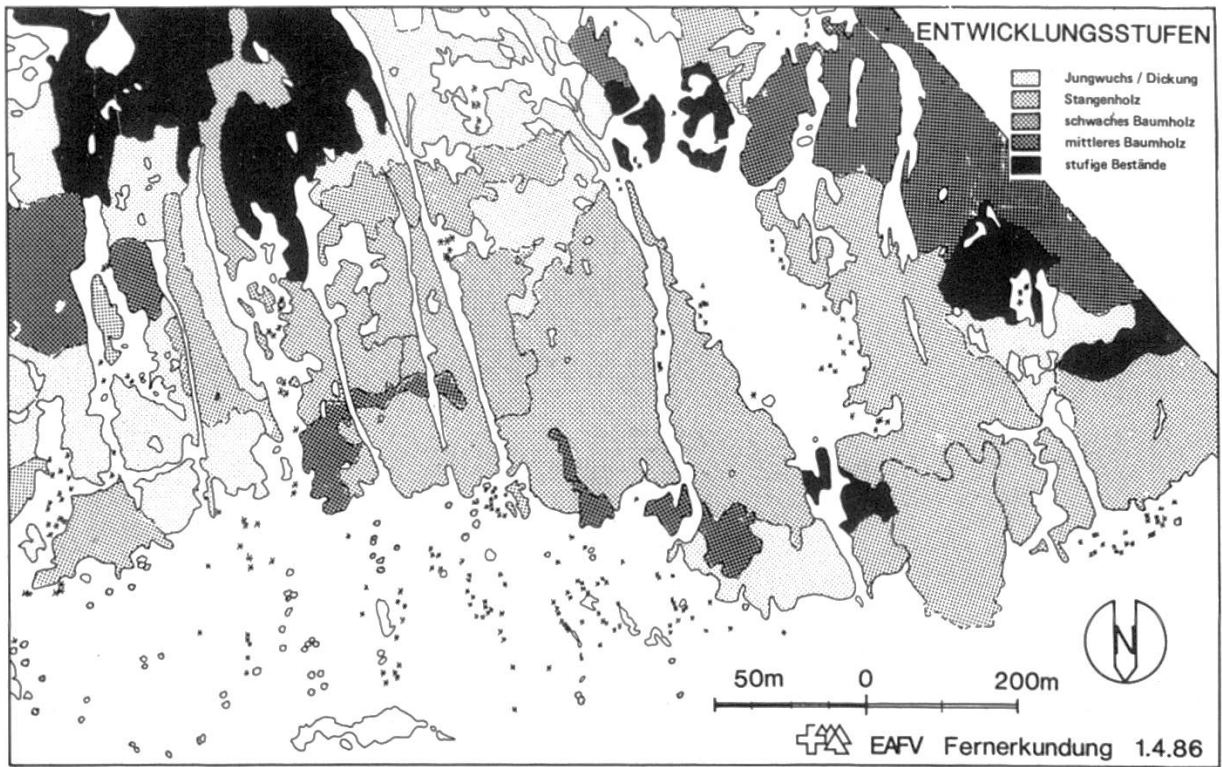 ENTWICKLUNGSSTUFEN
Jungwuchs / Dickung
Stangenholz
schwaches Baumholz
mittleres Baumholz
stufige Bestände
N
50m 0 200m
EAFV Fernerkundung 1.4.86